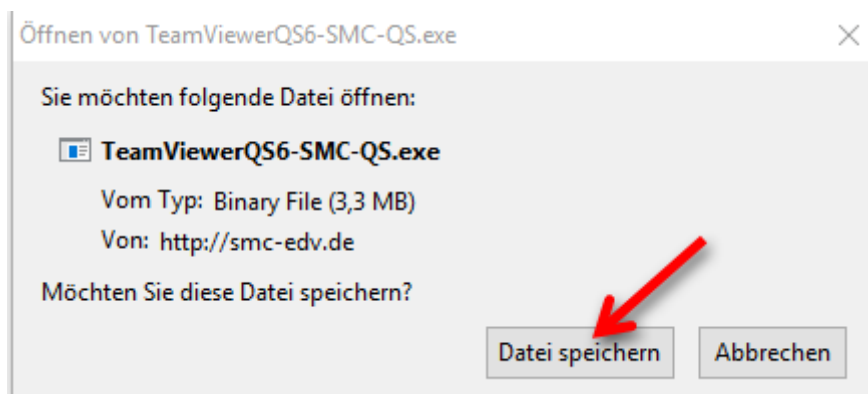 Öffnen von TeamViewerQS6-SMC-QS.exe
Sie möchten folgende Datei öffnen:
TeamViewerQS6-SMC-QS.exe
Vom Typ: Binary File (3,3 MB)
Von: http://smc-edv.de
Möchten Sie diese Datei speichern?
Datei speichern Abbrechen